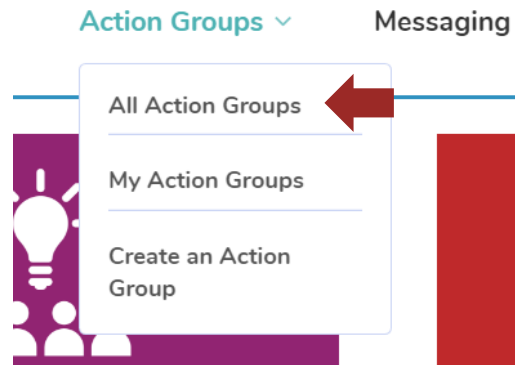 Action Groups
Messaging
All Action Groups
My Action Groups
Create an Action
Group